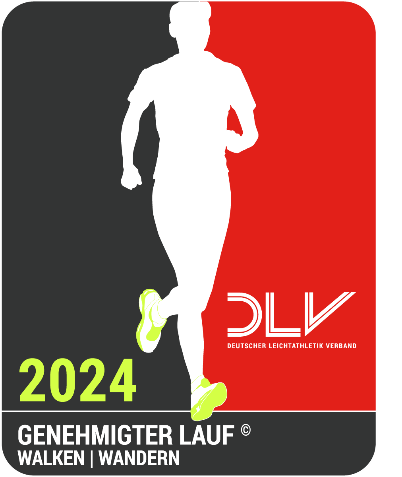 DLV
DEUTSCHER LEICHTATHLETIK VERBAND
2024
GENEHMIGTER LAUF ©
WALKEN | WANDERN